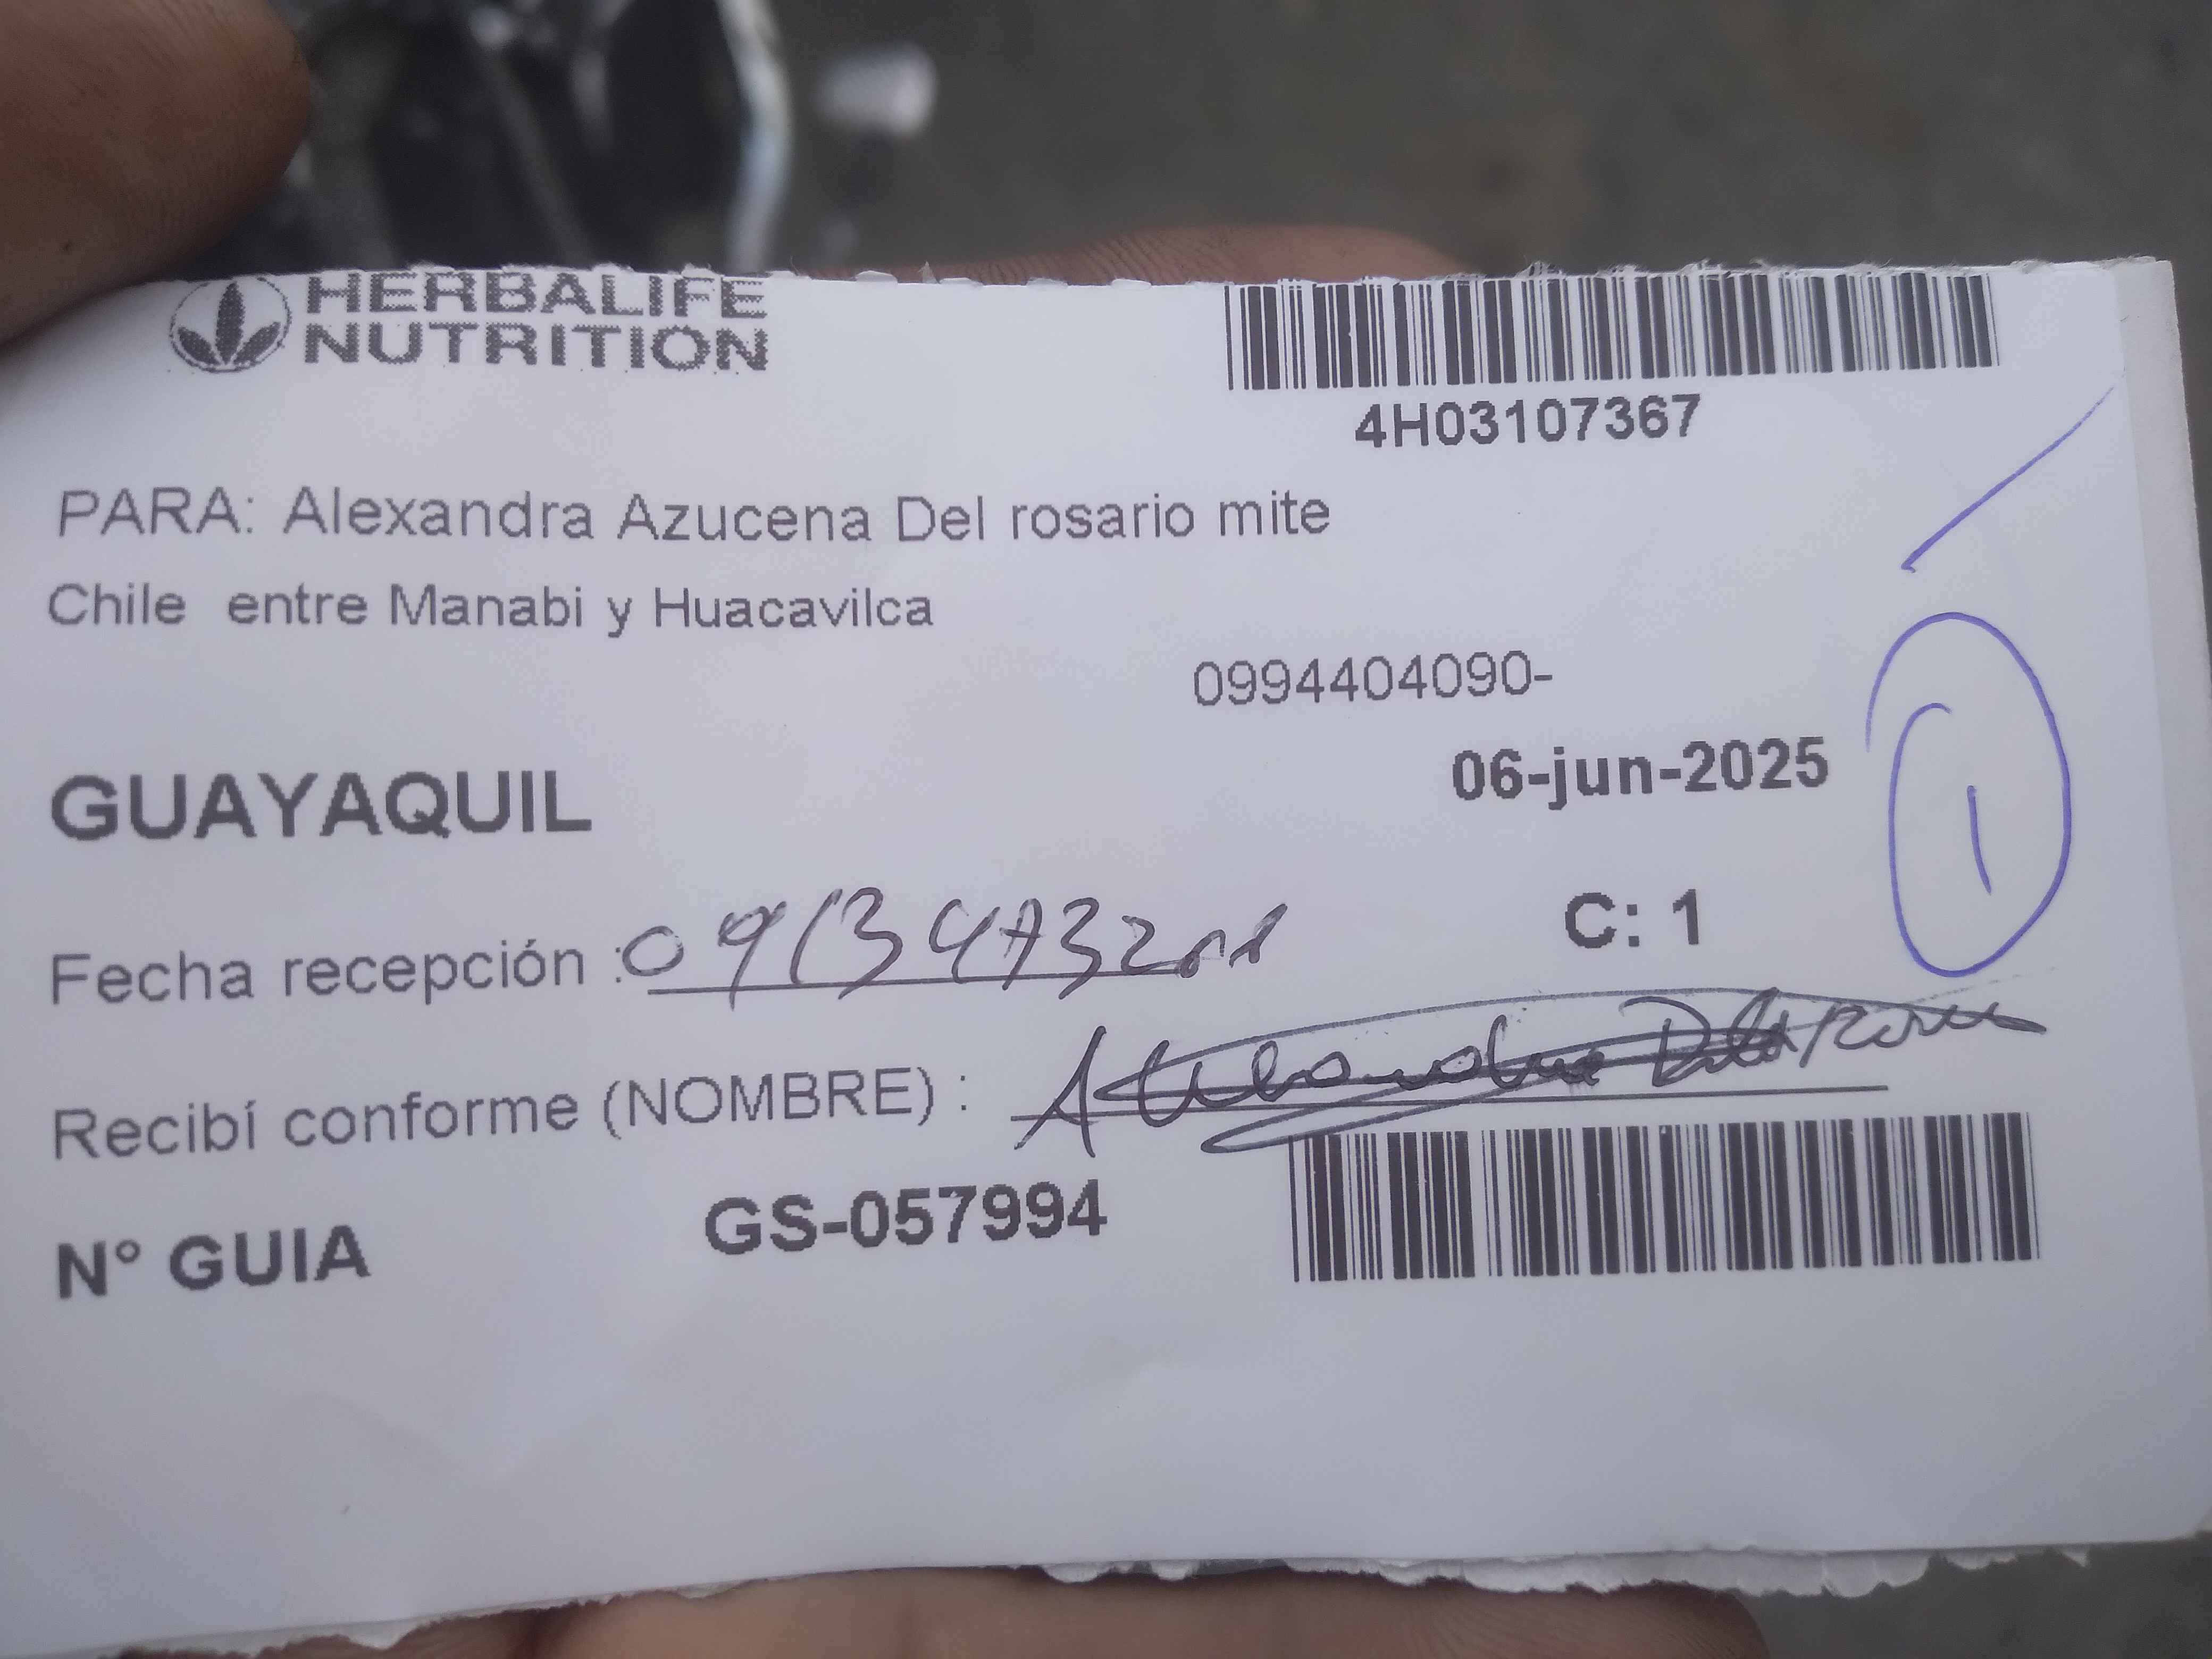 HERBALIFE
NUTRITION
4H03107367
PARA: Alexandra Azucena Del rosario mite
Chile entre Manabi y Huacavilca
0994404090-
GUAYAQUIL
06-jun-2025
1
C: 1
Fecha recepción :
Recibí conforme (NOMBRE) :
N° GUIA GS-057994